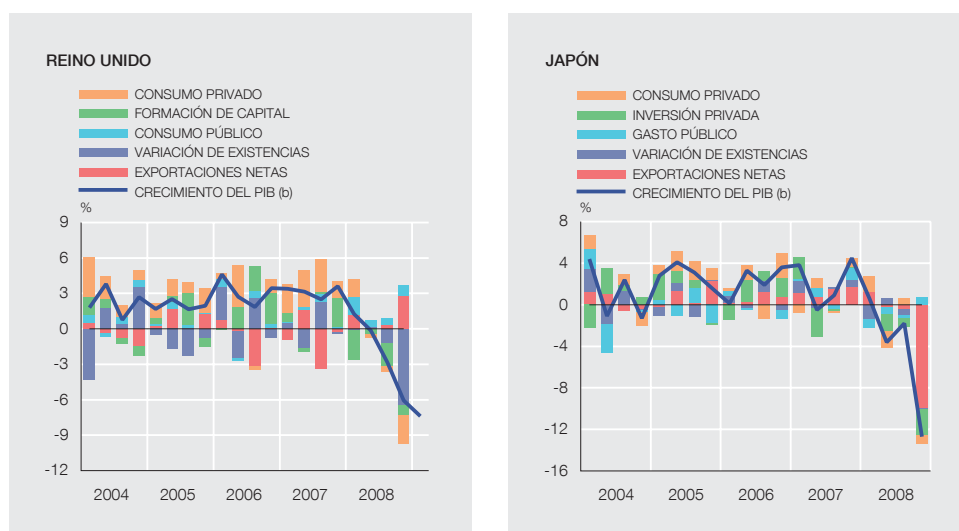 REINO UNIDO
CONSUMO PRIVADO
FORMACIÓN DE CAPITAL
CONSUMO PÚBLICO
VARIACIÓN DE EXISTENCIAS
EXPORTACIONES NETAS
CRECIMIENTO DEL PIB (b)
%
9
6
3
0
-3
-6
-9
-12
2004 2005 2006 2007 2008
JAPÓN
CONSUMO PRIVADO
INVERSIÓN PRIVADA
GASTO PÚBLICO
VARIACIÓN DE EXISTENCIAS
EXPORTACIONES NETAS
CRECIMIENTO DEL PIB (b)
%
8
4
0
-4
-8
-12
-16
2004 2005 2006 2007 2008